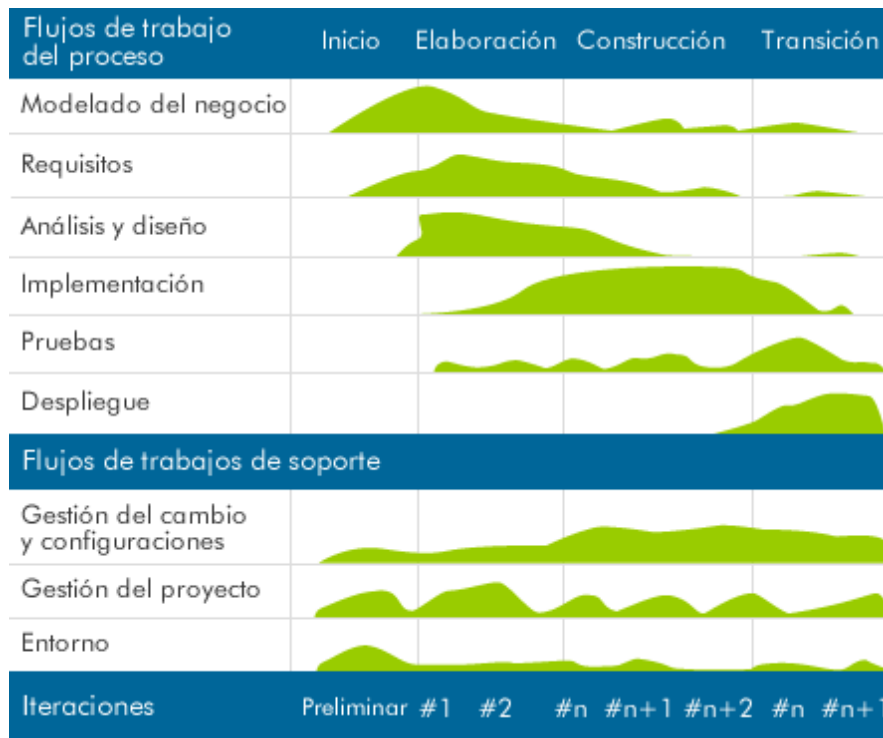 Flujos de trabajo
del proceso
Inicio Elaboración Construcción Transición
Modelado del negocio
Requisitos
Análisis y diseño
Implementación
Pruebas
Despliegue
Flujos de trabajos de soporte
Gestión del cambio
y configuraciones
Gestión del proyecto
Entorno
Iteraciones Preliminar #1 #2 #n #n+1 #n+2 #n #n+1